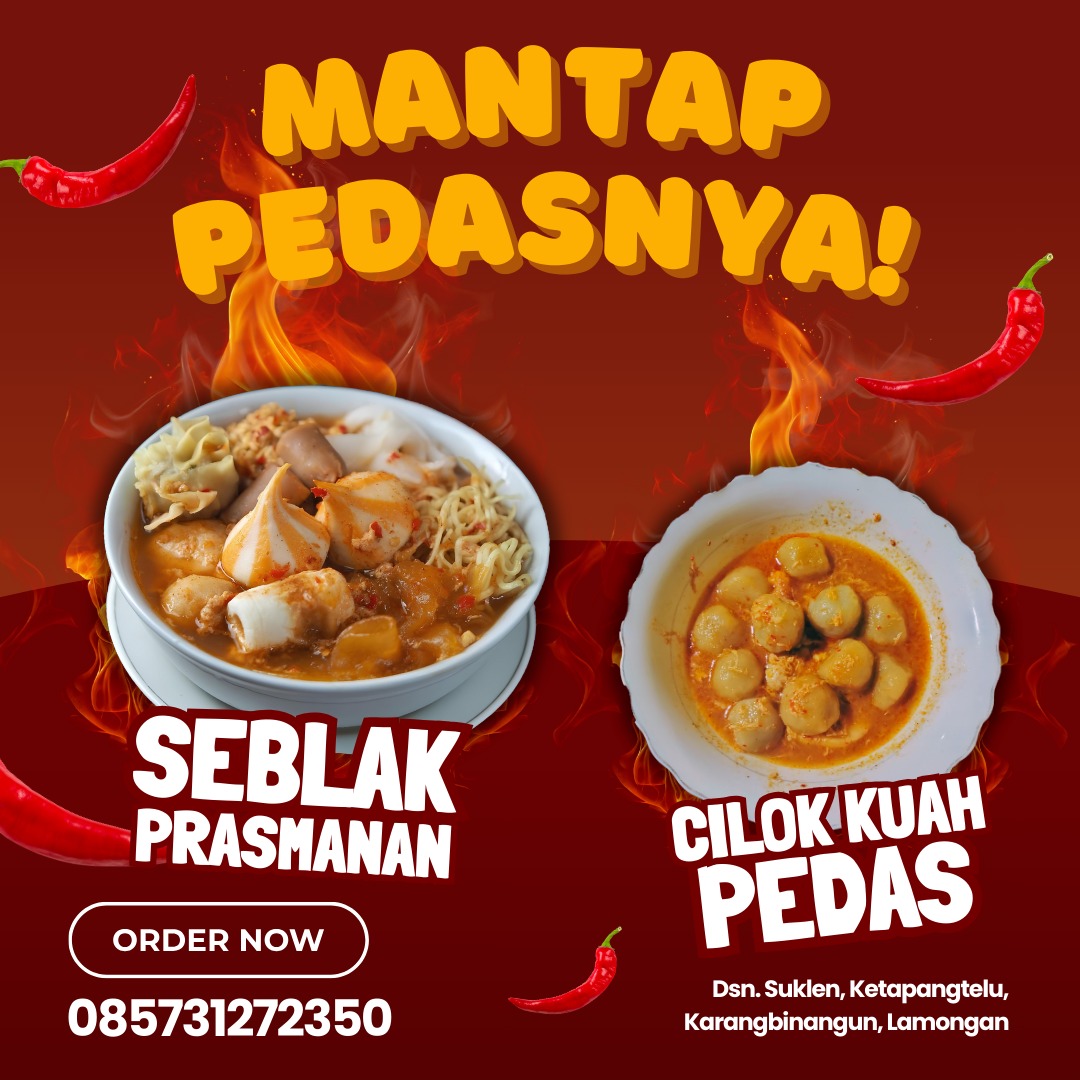 MANTAP
PEDASNYA!
SEBLAK
PRASMANAN
CILOK KUAH
PEDAS
ORDER NOW
085731272350
Dsn. Suklen, Ketapangtelu,
Karangbinangun, Lamongan